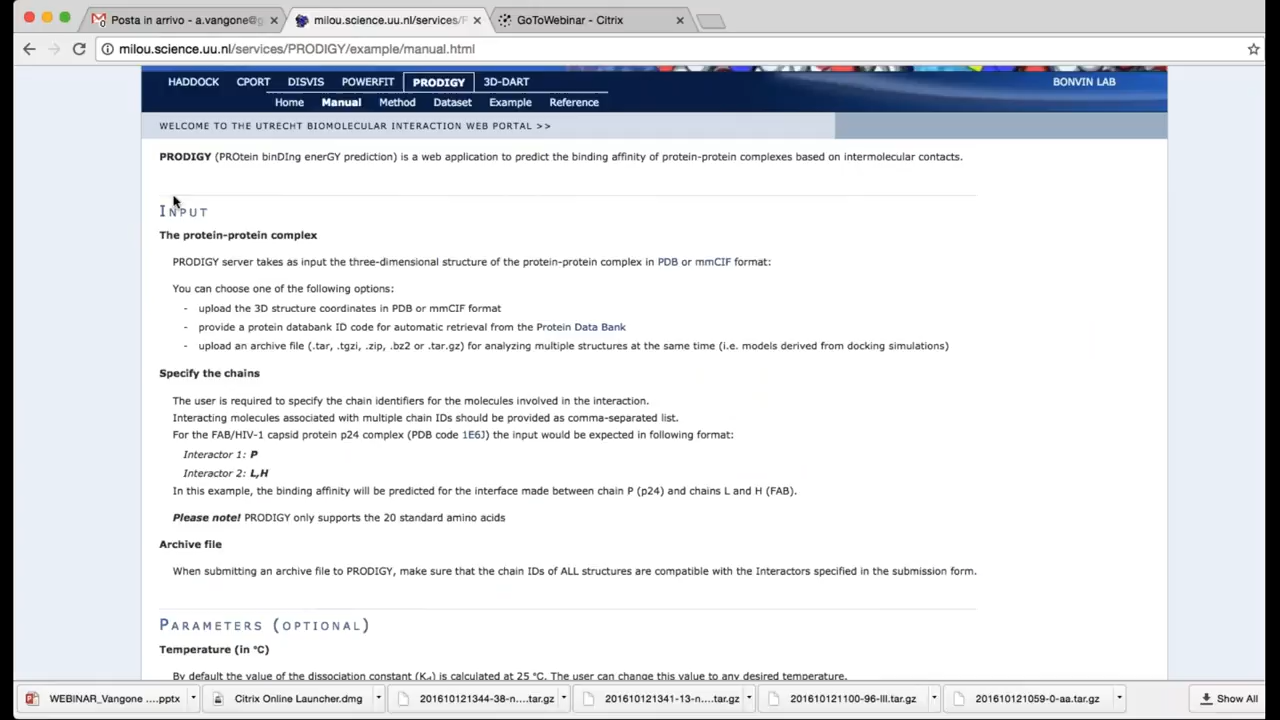 Posta in arrivo - a.vangone@g
milou.science.uu.nl/services/P
GoToWebinar - Citrix
milou.science.uu.nl/services/PRODIGY/example/manual.html
HADDOCK CPORT DISVIS POWERFIT PRODIGY 3D-DART BONVIN LAB
Home Manual Method Dataset Example Reference
WELCOME TO THE UTRECHT BIOMOLECULAR INTERACTION WEB PORTAL >>
PRODIGY (PROtein binDIng enerGY prediction) is a web application to predict the binding affinity of protein-protein complexes based on intermolecular contacts.
INPUT
The protein-protein complex
PRODIGY server takes as input the three-dimensional structure of the protein-protein complex in PDB or mmCIF format:
You can choose one of the following options:
- upload the 3D structure coordinates in PDB or mmCIF format
- provide a protein databank ID code for automatic retrieval from the Protein Data Bank
- upload an archive file (.tar, .tgzi, .zip, .bz2 or .tar.gz) for analyzing multiple structures at the same time (i.e. models derived from docking simulations)
Specify the chains
The user is required to specify the chain identifiers for the molecules involved in the interaction.
Interacting molecules associated with multiple chain IDs should be provided as comma-separated list.
For the FAB/HIV-1 capsid protein p24 complex (PDB code 1E6J) the input would be expected in following format:
Interactor 1: P
Interactor 2: L,H
In this example, the binding affinity will be predicted for the interface made between chain P (p24) and chains L and H (FAB).
Please note! PRODIGY only supports the 20 standard amino acids
Archive file
When submitting an archive file to PRODIGY, make sure that the chain IDs of ALL structures are compatible with the Interactors specified in the submission form.
PARAMETERS (OPTIONAL)
Temperature (in °C)
By default the value of the dissociation constant (Kd) is calculated at 25 °C. The user can change this value to any desired temperature.
WEBINAR_Vangone ....pptx
Citrix Online Launcher.dmg
201610121344-38-n....tar.gz
201610121341-13-n....tar.gz
201610121100-96-lll.tar.gz
201610121059-0-aa.tar.gz
Show All